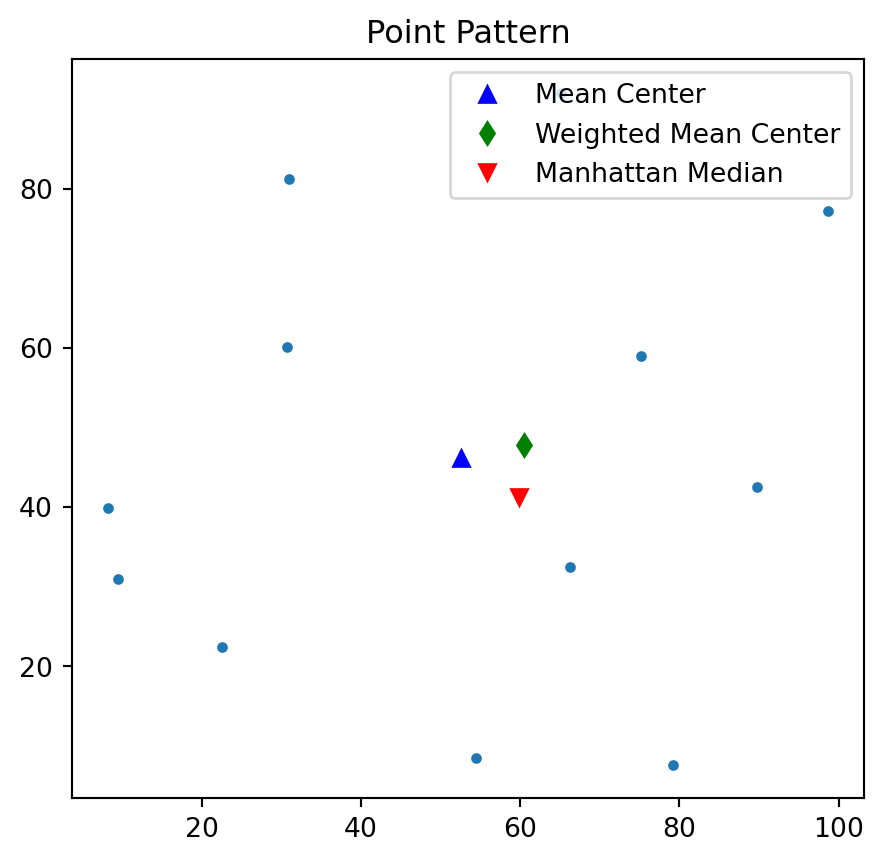 Point Pattern
Mean Center
Weighted Mean Center
Manhattan Median
80
60
40
20
20 40 60 80 100